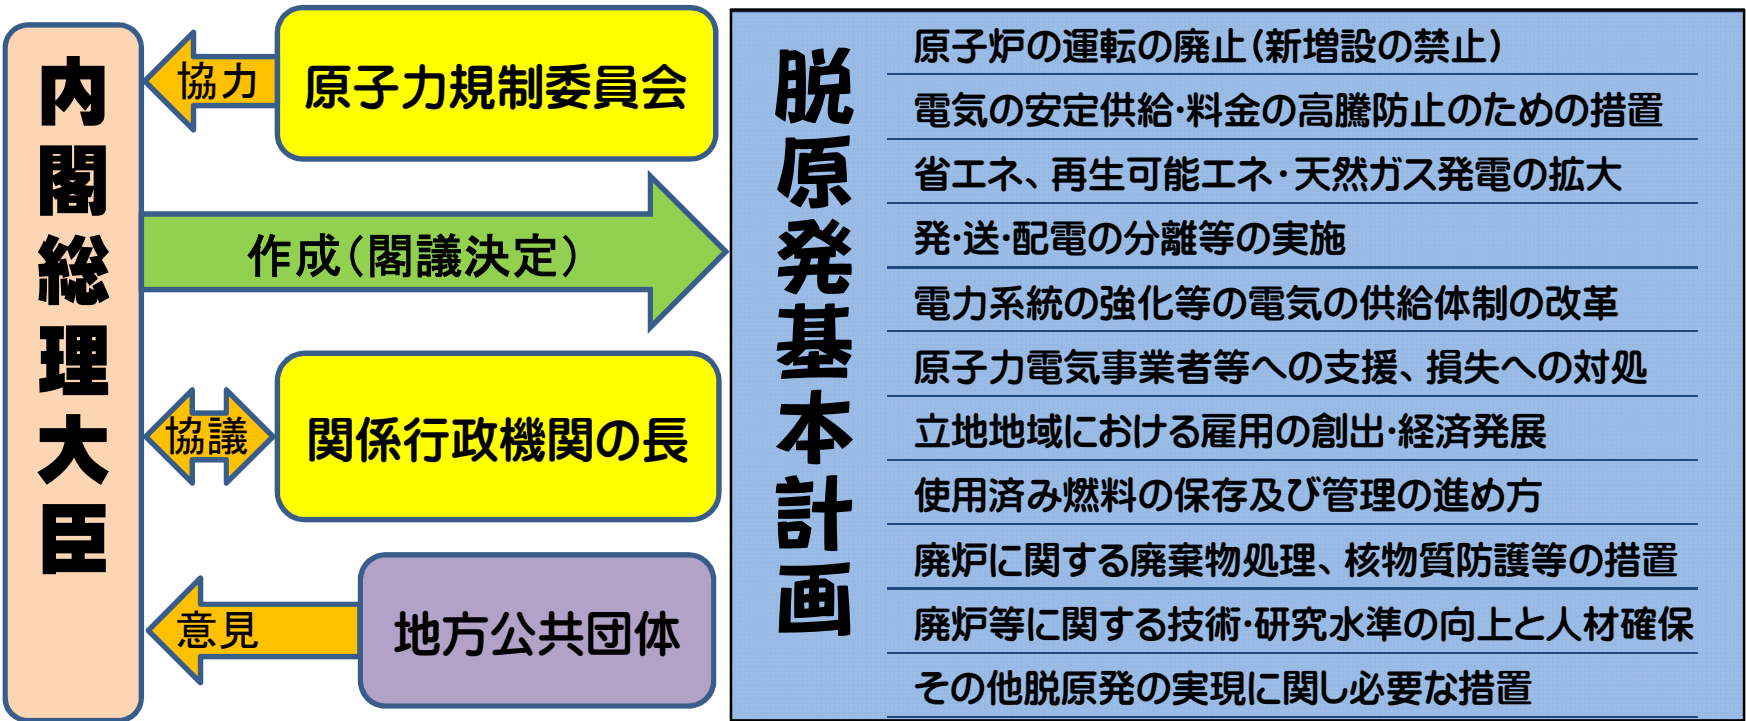 内閣総理大臣
協力
原子力規制委員会
作成(閣議決定)
協議
関係行政機関の長
意見
地方公共団体
脱原発基本計画
原子炉の運転の廃止(新増設の禁止)
電気の安定供給・料金の高騰防止のための措置
省エネ、再生可能エネ・天然ガス発電の拡大
発・送・配電の分離等の実施
電力系統の強化等の電気の供給体制の改革
原子力電気事業者等への支援、損失への対処
立地地域における雇用の創出・経済発展
使用済み燃料の保存及び管理の進め方
廃炉に関する廃棄物処理、核物質防護等の措置
廃炉等に関する技術・研究水準の向上と人材確保
その他脱原発の実現に関し必要な措置